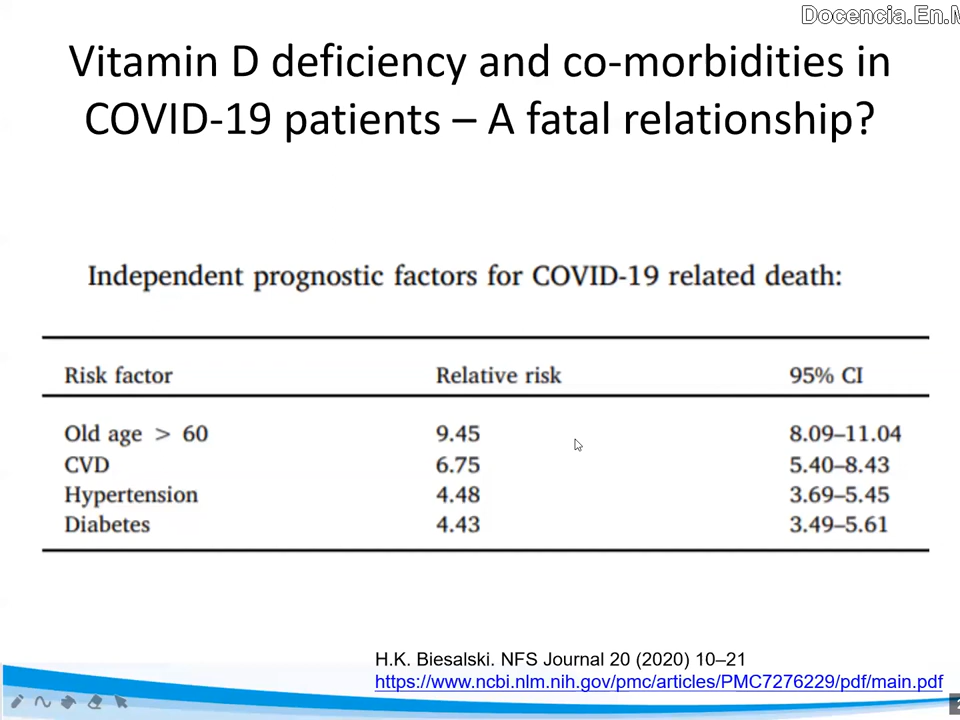 Docencia.En.
Vitamin D deficiency and co-morbidities in
COVID-19 patients – A fatal relationship?
Independent prognostic factors for COVID-19 related death:
Risk factor Relative risk 95% CI
Old age > 60 9.45 8.09–11.04
CVD 6.75 5.40–8.43
Hypertension 4.48 3.69–5.45
Diabetes 4.43 3.49–5.61
H.K. Biesalski. NFS Journal 20 (2020) 10–21
https://www.ncbi.nlm.nih.gov/pmc/articles/PMC7276229/pdf/main.pdf